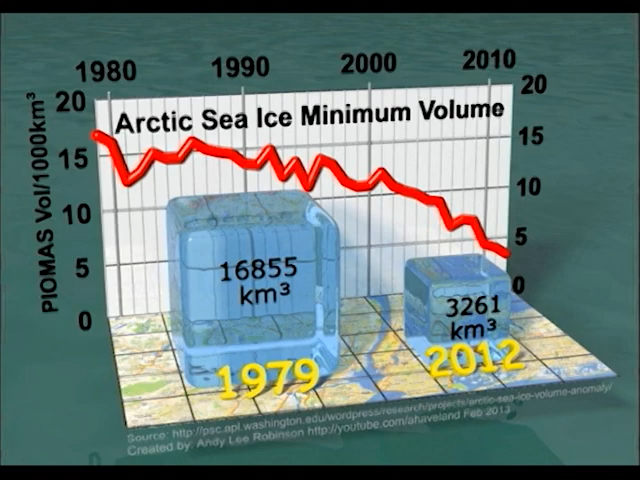 1980 1990 2000 2010
Arctic Sea Ice Minimum Volume
PIOMAS Vol/1000km³
20
15
10
5
0
20
15
10
5
0
16855
km³
3261
km³
1979
2012
Source: http://psc.apl.washington.edu/wordpress/research/projects/arctic-sea-ice-volume-anomaly/
Created by: Andy Lee Robinson http://youtube.com/ahaveland Feb 2013